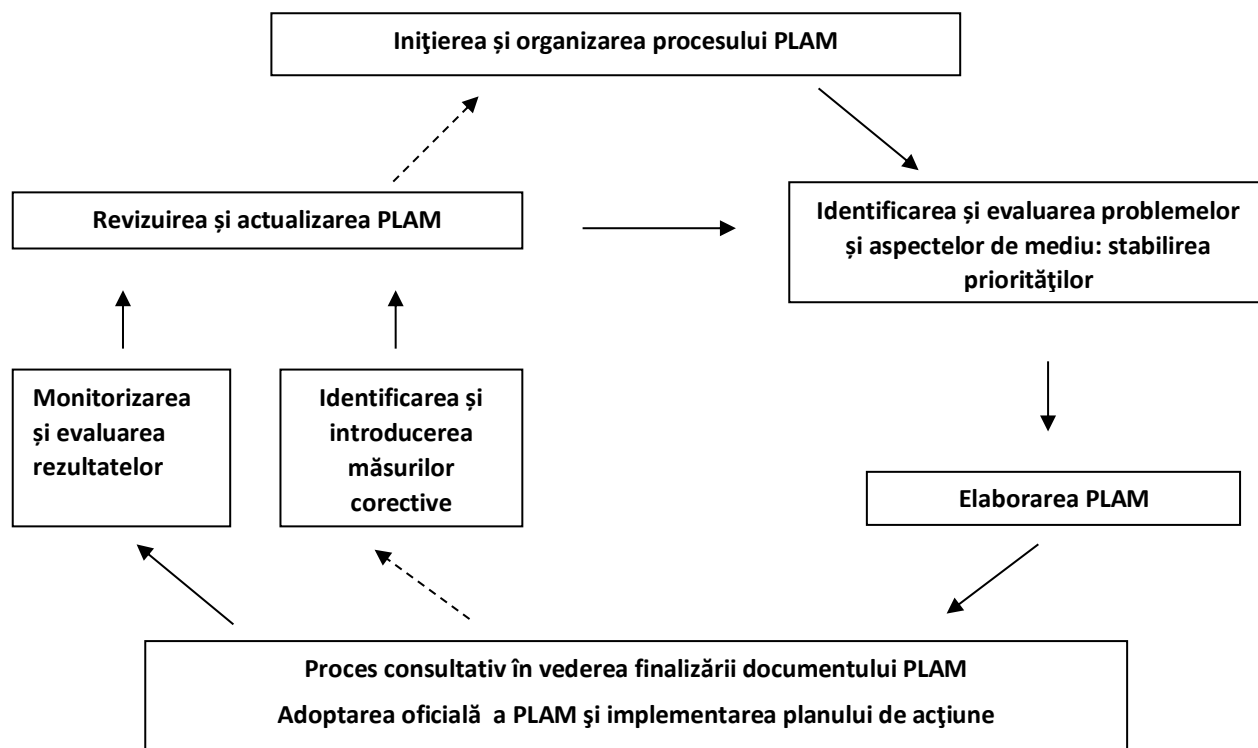 Iniţierea și organizarea procesului PLAM
Revizuirea și actualizarea PLAM
Identificarea și evaluarea problemelor
și aspectelor de mediu: stabilirea
priorităţilor
Monitorizarea
și evaluarea
rezultatelor
Identificarea și
introducerea
măsurilor
corective
Elaborarea PLAM
Proces consultativ în vederea finalizării documentului PLAM
Adoptarea oficială a PLAM şi implementarea planului de acţiune